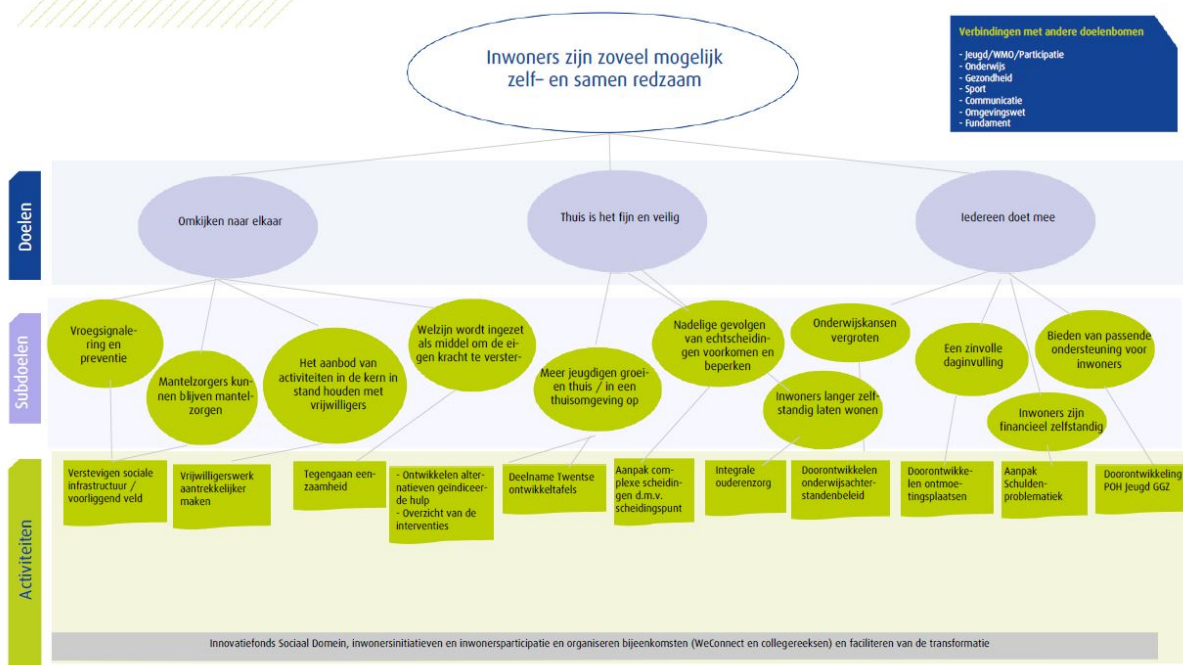 Inwoners zijn zoveel mogelijk
zelf- en samen redzaam
Verbindingen met andere doelenbomen
- Jeugd/WMO/Participatie
- Onderwijs
- Gezondheid
- Sport
- Communicatie
- Omgevingswet
- Fundament
Doelen
Omkijken naar elkaar
Thuis is het fijn en veilig
Iedereen doet mee
Subdoelen
Vroegsignale-
ring en
preventie
Mantelzorgers kun-
nen blijven mantel-
zorgen
Het aanbod van
activiteiten in de kern in
stand houden met
vrijwilligers
Welzijn wordt ingezet
als middel om de ei-
gen kracht te verster-
Meer jeugdigen groei-
en thuis / in een
thuisomgeving op
Nadelige gevolgen
van echtscheidin-
gen voorkomen en
beperken
Inwoners langer zelf-
standig laten wonen
Onderwijskansen
vergroten
Een zinvolle
daginvulling
Inwoners zijn
financieel zelfstandig
Bieden van passende
ondersteuning voor
inwoners
Activiteiten
Verstevigen sociale
infrastructuur /
voorliggend veld
Vrijwilligerswerk
aantrekkelijker
maken
Tegengaan een-
zaamheid
- Ontwikkelen alter-
natieven geïndiceer-
de hulp
- Overzicht van de
interventies
Deelname Twentse
ontwikkeltafels
Aanpak com-
plexe scheidin-
gen d.m.v.
scheidingspunt
Integrale
ouderenzorg
Doorontwikkelen
onderwijsachter-
standenbeleid
Doorontwikke-
len ontmoe-
tingsplaatsen
Aanpak
Schulden-
problematiek
Doorontwikkeling
POH Jeugd GGZ
Innovatiefonds Sociaal Domein, inwonersinitiatieven en inwonersparticipatie en organiseren bijeenkomsten (WeConnect en collegereeksen) en faciliteren van de transformatie